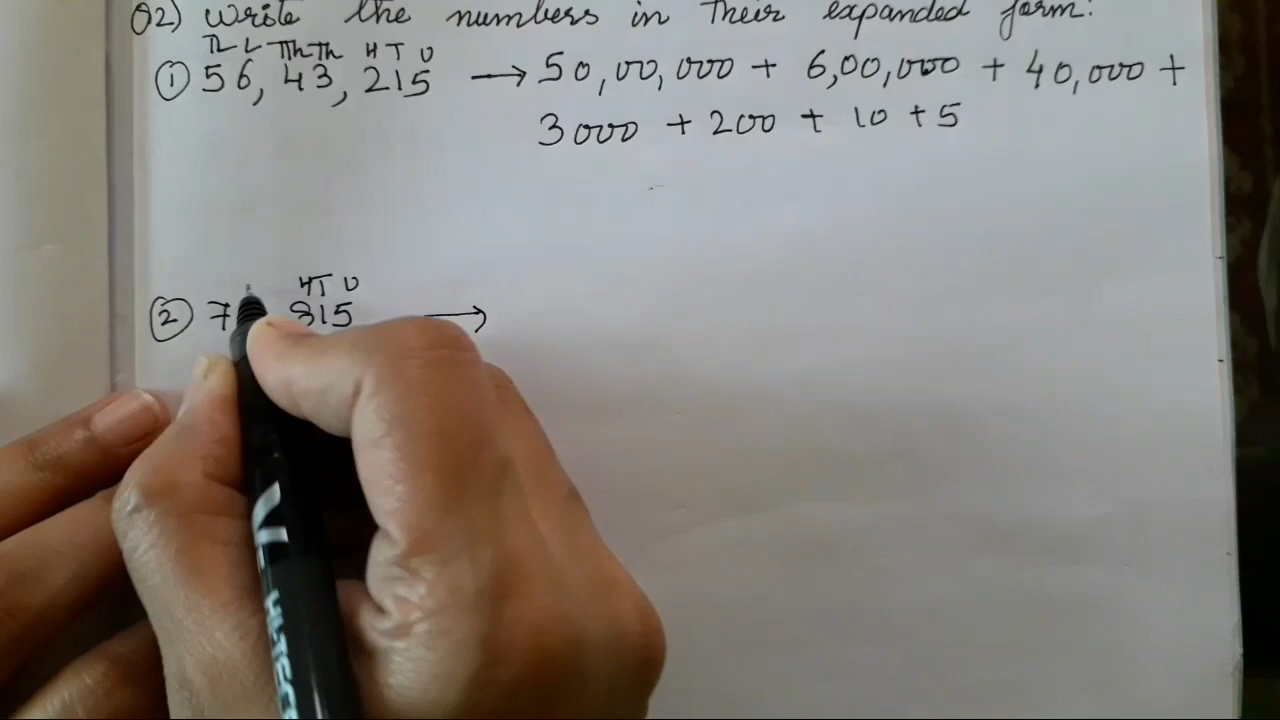 Q2) Write the numbers in their expanded form:
TL L TTh Th H T U
① 56, 43, 215 → 50,00,000 + 6,00,000 + 40,000 +
3000 + 200 + 10 + 5
H T U
② 7 815 →